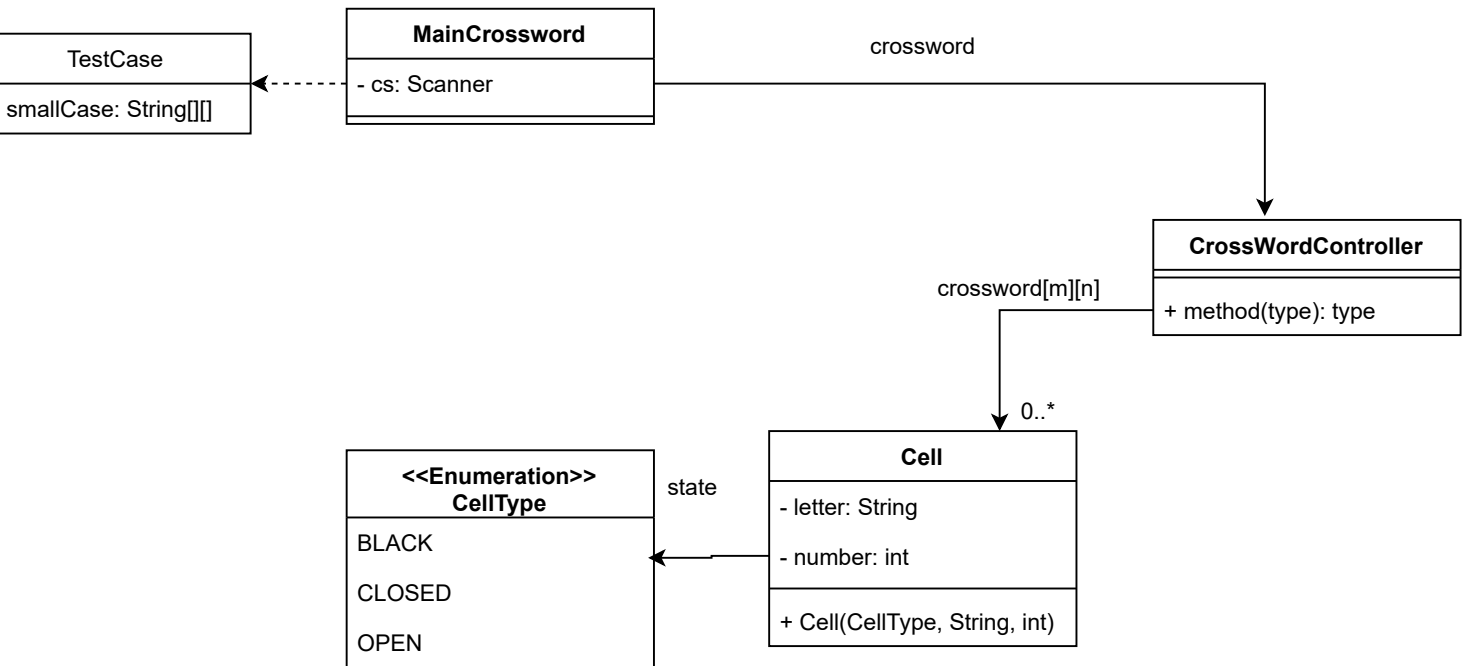 TestCase
smallCase: String[][]
MainCrossword
- cs: Scanner
crossword
CrossWordController
+ method(type): type
crossword[m][n]
0..*
Cell
- letter: String
- number: int
+ Cell(CellType, String, int)
state
<<Enumeration>>
CellType
BLACK
CLOSED
OPEN